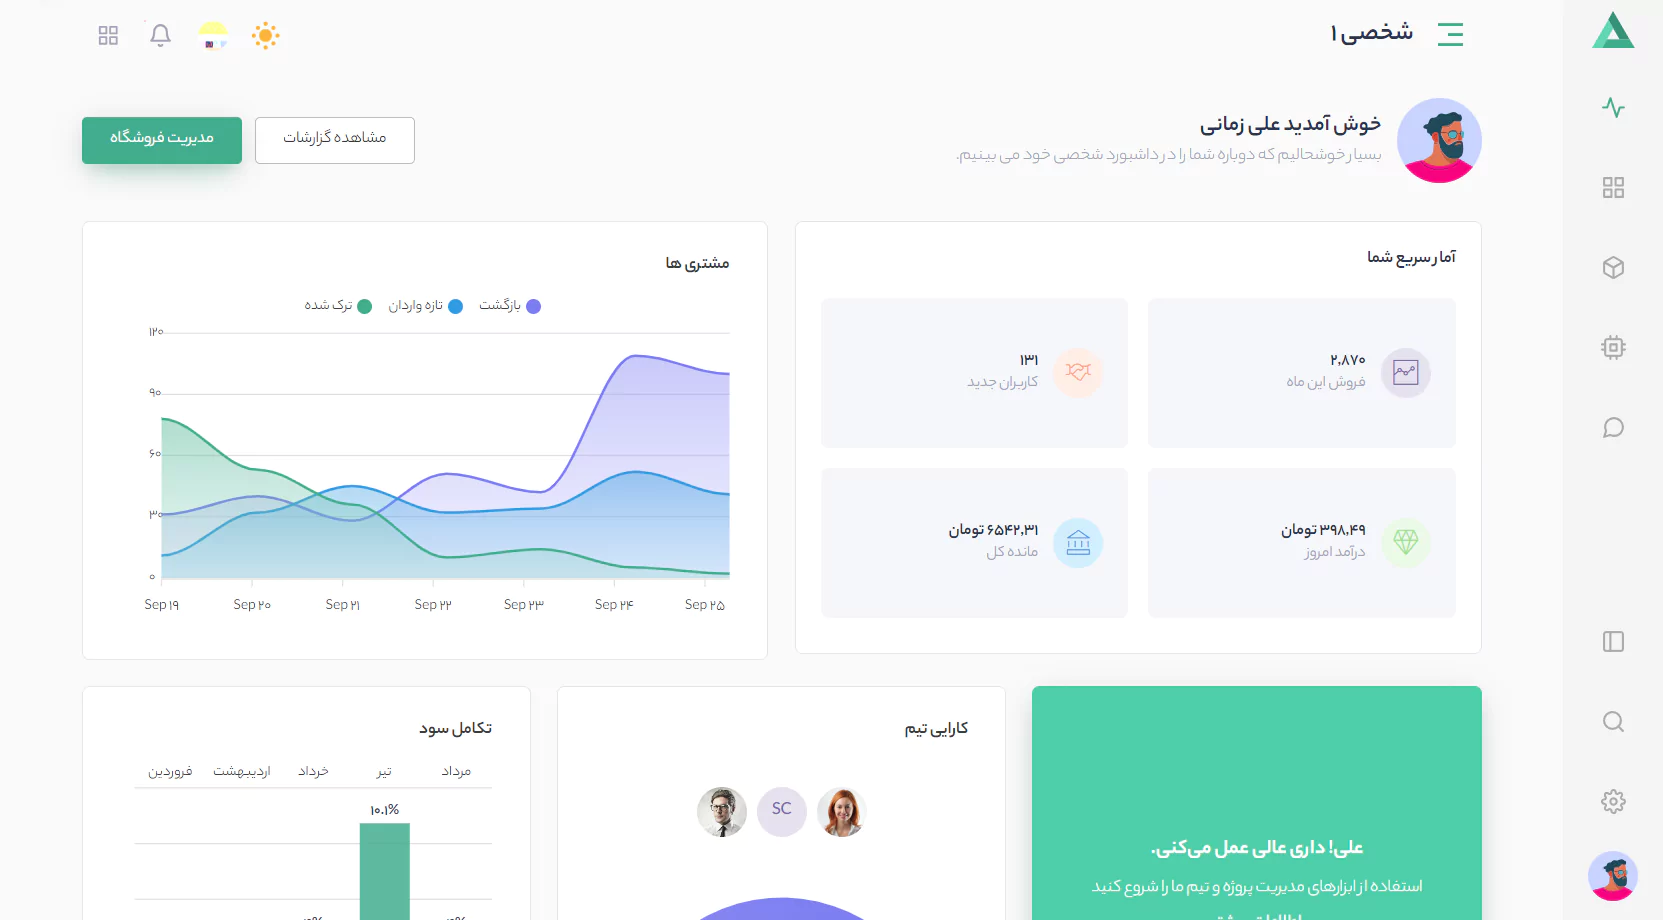 شخصی ۱
خوش آمدید علی زمانی
بسیار خوشحالیم که دوباره شما را در داشبورد شخصی خود می بینیم.
مشاهده گزارشات
مدیریت فروشگاه
آمار سریع شما
۲,۸۷۰
فروش این ماه
۱۳۱
کاربران جدید
۳۹۸,۴۹ تومان
درآمد امروز
۶۵۴۲.۳۱ تومان
مانده کل
مشتری ها
بازگشت
تازه واردان
ترک شده
۱۲۰
۹۰
۶۰
۳۰
۰
Sep ۱۹
Sep ۲۰
Sep ۲۱
Sep ۲۲
Sep ۲۳
Sep ۲۴
Sep ۲۵
علی! داری عالی عمل می‌کنی.
استفاده از ابزارهای مدیریت پروژه و تیم ما را شروع کنید
کارایی تیم
SC
تکامل سود
مرداد
تیر
خرداد
اردیبهشت
فروردین
۱۰.۱%